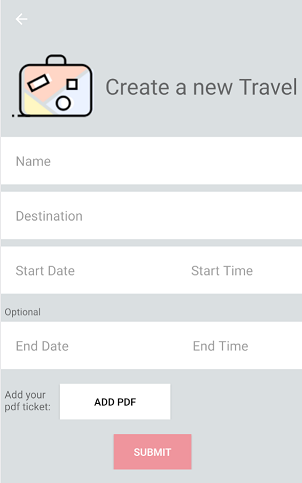 Create a new Travel
Name
Destination
Start Date Start Time
Optional
End Date End Time
Add your
pdf ticket:
ADD PDF
SUBMIT